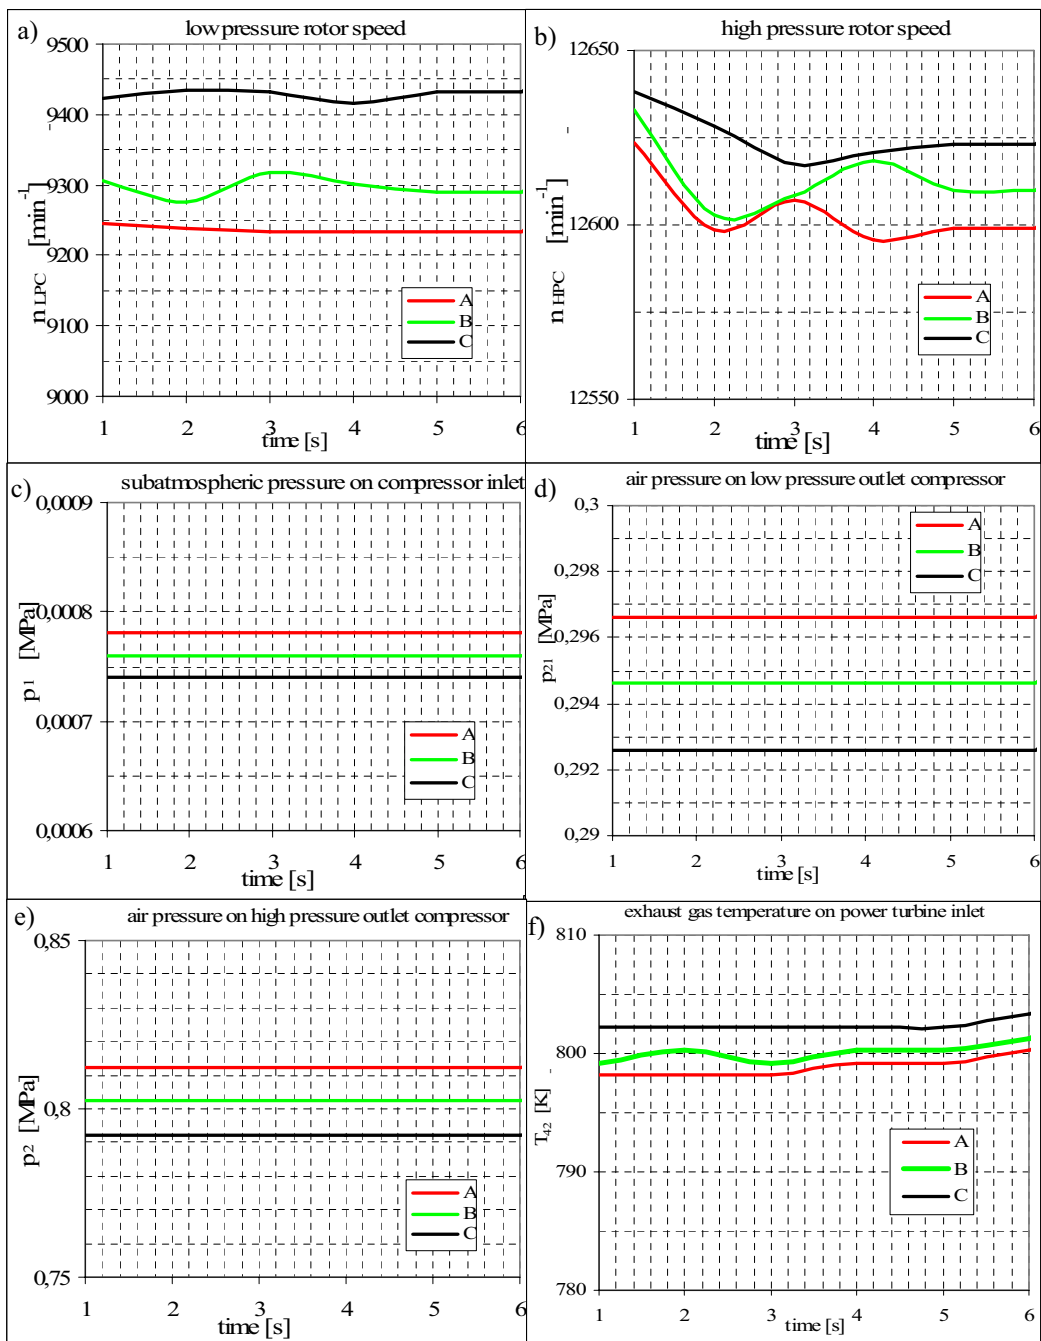 a)
low pressure rotor speed
9500
9400
9300
9200
9100
9000
n LPC [min-1]
A
B
C
1 2 3 4 5 6
time [s]
b)
high pressure rotor speed
12650
12600
12550
n HPC [min-1]
A
B
C
1 2 3 4 5 6
time [s]
c)
subatmospheric pressure on compressor inlet
0,0009
0,0008
0,0007
0,0006
p1 [MPa]
A
B
C
1 2 3 4 5 6
time [s]
d)
air pressure on low pressure outlet compressor
0,3
0,298
0,296
0,294
0,292
0,29
p21 [MPa]
A
B
C
1 2 3 4 5 6
time [s]
e)
air pressure on high pressure outlet compressor
0,85
0,8
0,75
p2 [MPa]
A
B
C
1 2 3 4 5 6
time [s]
f)
exhaust gas temperature on power turbine inlet
810
800
790
780
T42 [K]
A
B
C
1 2 3 4 5 6
time [s]